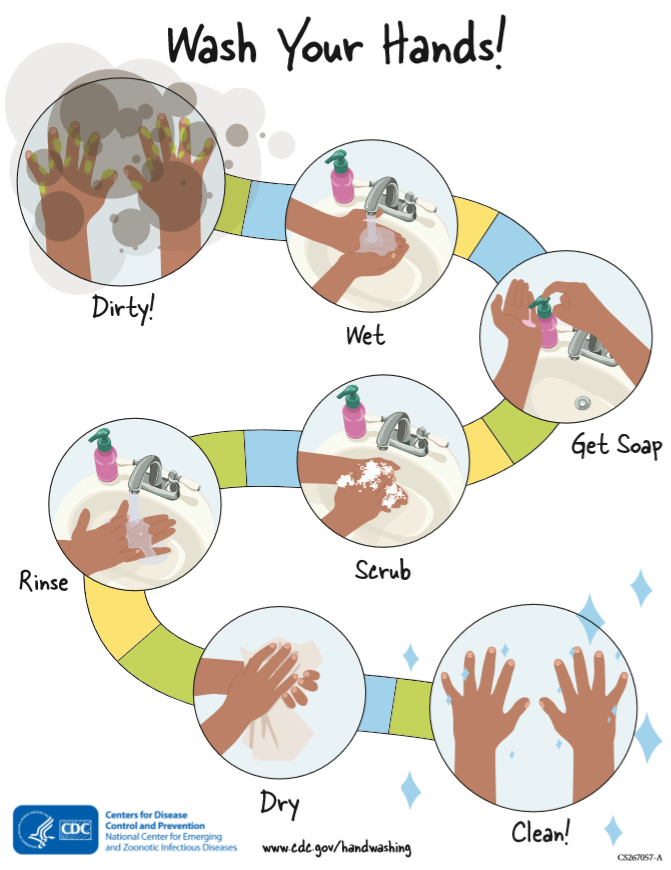 Wash Your Hands!
Dirty!
Wet
Get Soap
Scrub
Rinse
Dry
Clean!
CDC
Centers for Disease
Control and Prevention
National Center for Emerging
and Zoonotic Infectious Diseases
www.cdc.gov/handwashing
CS267057-A